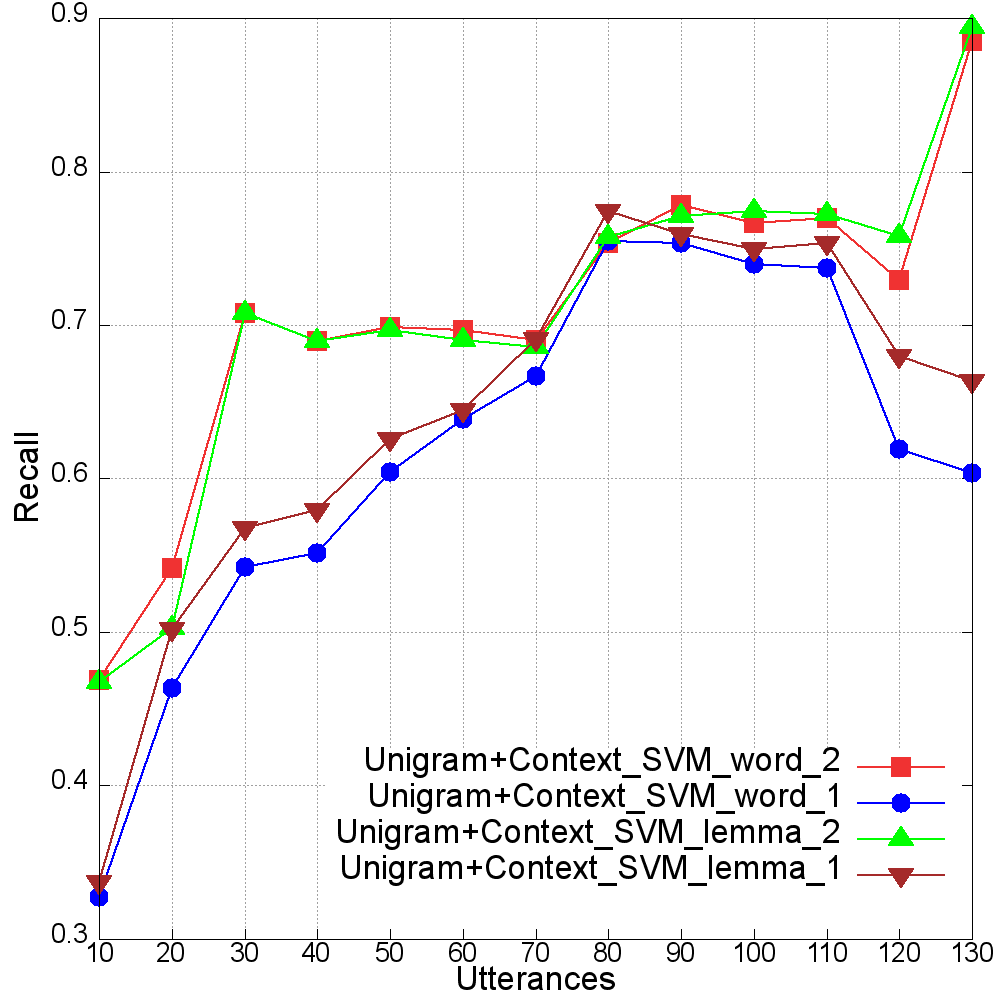 0.9
0.8
0.7
0.6
0.5
0.4
0.3
Recall
Unigram+Context_SVM_word_2
Unigram+Context_SVM_word_1
Unigram+Context_SVM_lemma_2
Unigram+Context_SVM_lemma_1
10 20 30 40 50 60 70 80 90 100 110 120 130
Utterances